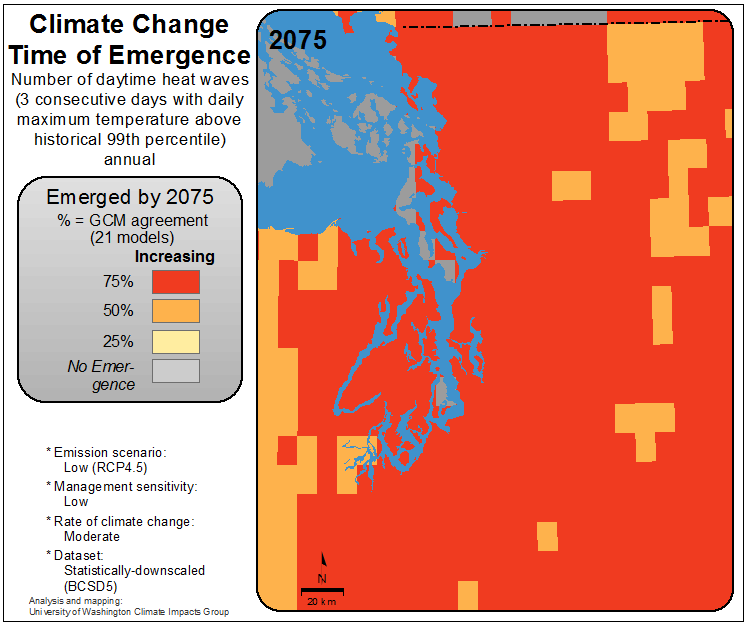 Climate Change
Time of Emergence
Number of daytime heat waves
(3 consecutive days with daily
maximum temperature above
historical 99th percentile)
annual
Emerged by 2075
% = GCM agreement
(21 models)
Increasing
75%
50%
25%
No Emer-
gence
* Emission scenario:
Low (RCP4.5)
* Management sensitivity:
Low
* Rate of climate change:
Moderate
* Dataset:
Statistically-downscaled
(BCSD5)
Analysis and mapping:
University of Washington Climate Impacts Group
2075
N
20 km